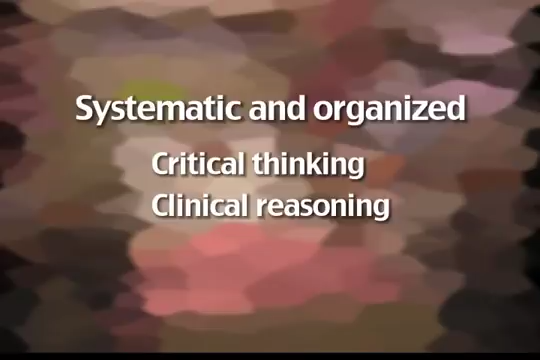 Systematic and organized
Critical thinking
Clinical reasoning